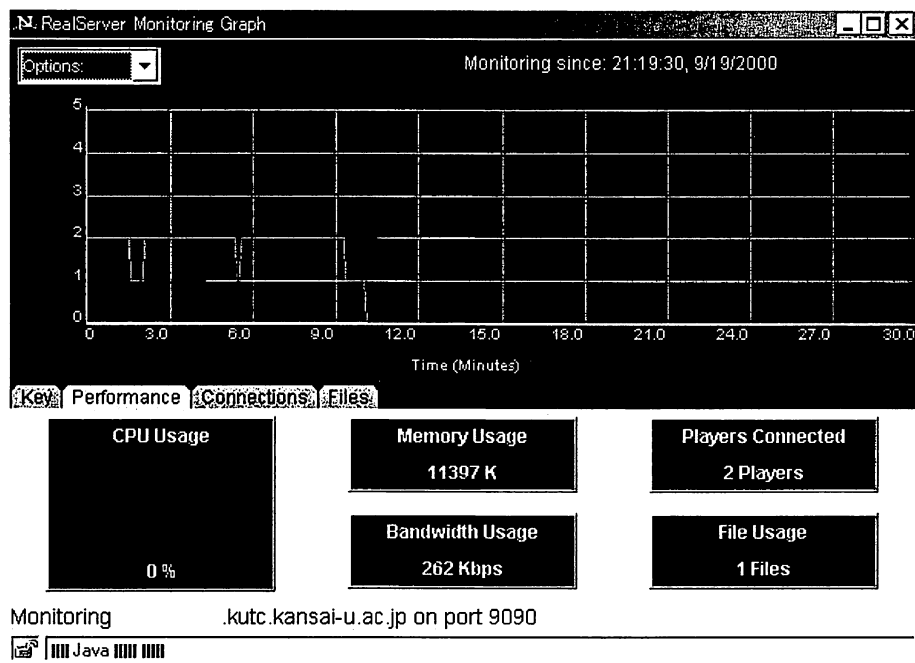 N RealServer Monitoring Graph
Options:
Monitoring since: 21:19:30, 9/19/2000
5
4
3
2
1
0
0 3.0 6.0 9.0 12.0 15.0 18.0 21.0 24.0 27.0 30.0
Time (Minutes)
Key Performance Connections Files
CPU Usage
0 %
Memory Usage
11397 K
Players Connected
2 Players
Bandwidth Usage
262 Kbps
File Usage
1 Files
Monitoring .kutc.kansai-u.ac.jp on port 9090
Java